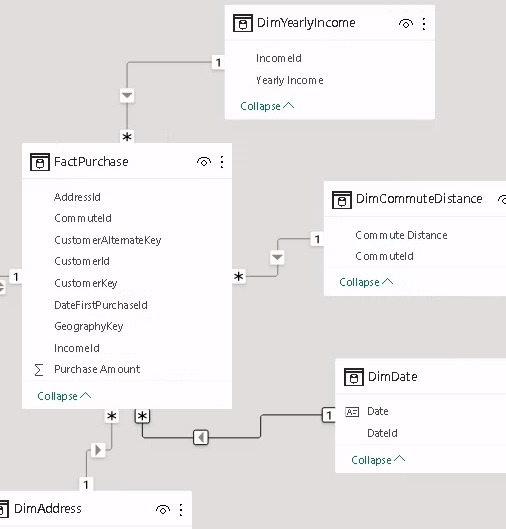 DimYearlyIncome
IncomeId
Yearly Income
Collapse
1
*
FactPurchase
AddressId
CommuteId
CustomerAlternateKey
CustomerId
CustomerKey
DateFirstPurchaseId
GeographyKey
IncomeId
Σ Purchase Amount
Collapse
1
*
1
DimCommuteDistance
Commute Distance
CommuteId
Collapse
DimDate
Date
DateId
Collapse
1
* *
1
DimAddress